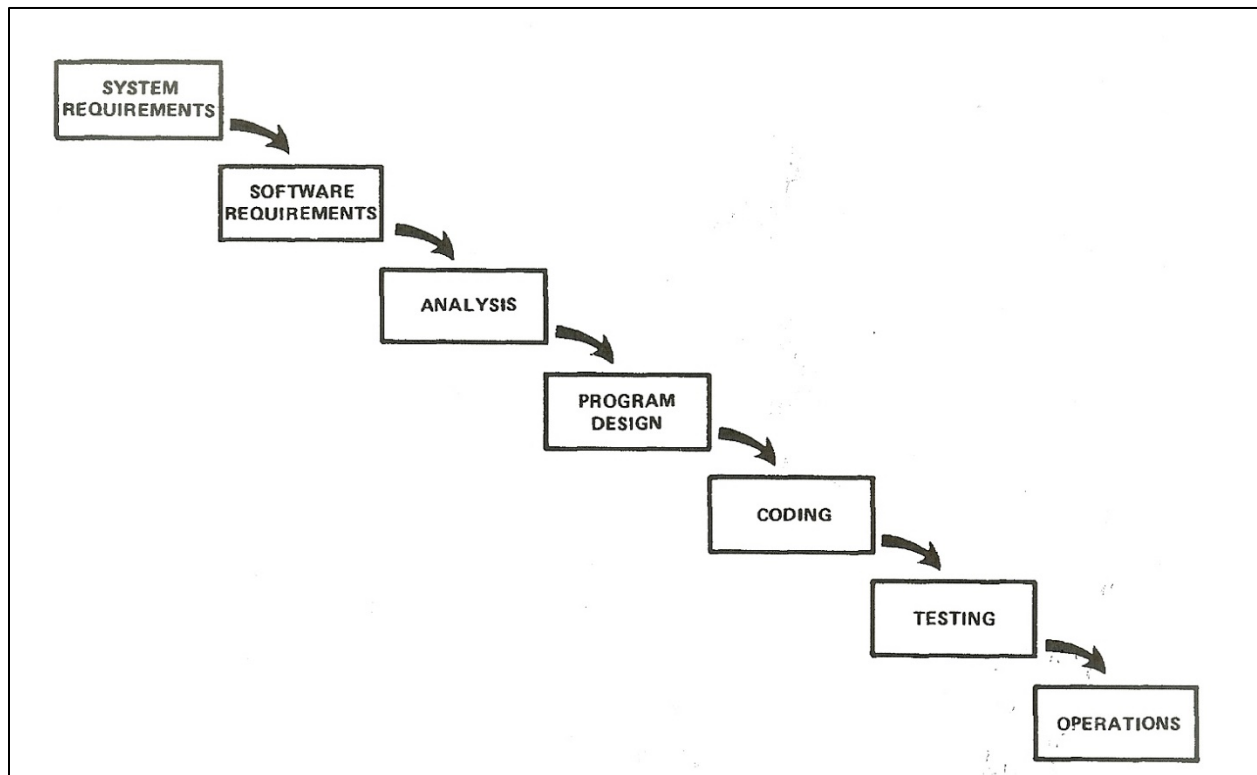 SYSTEM
REQUIREMENTS
SOFTWARE
REQUIREMENTS
ANALYSIS
PROGRAM
DESIGN
CODING
TESTING
OPERATIONS